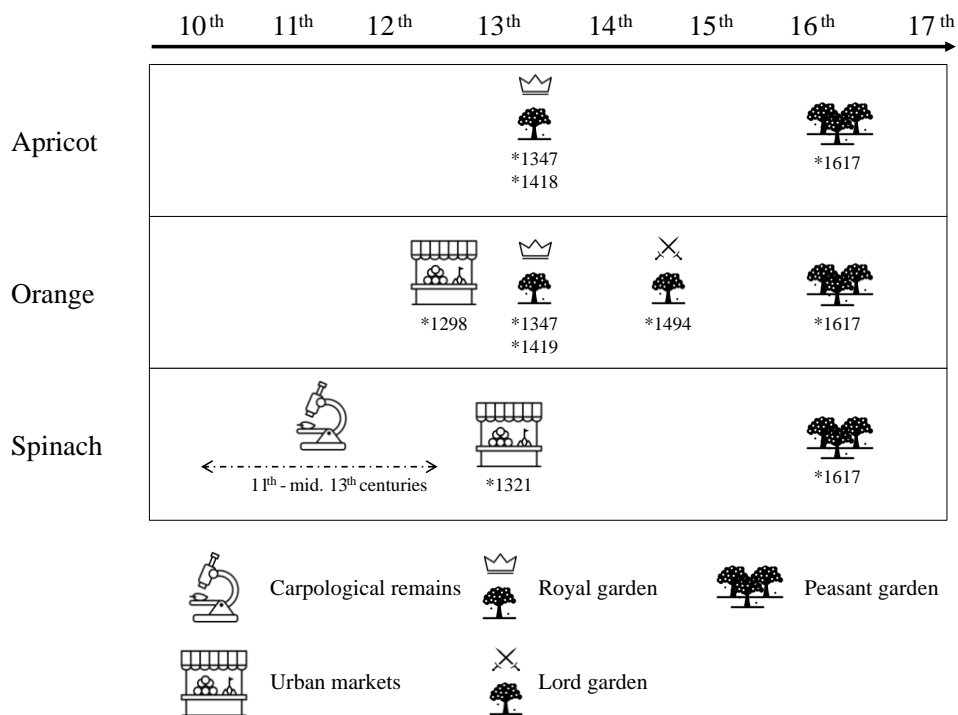 10th 11th 12th 13th 14th 15th 16th 17th
Apricot
*1347
*1418
*1617
Orange
*1298
*1347
*1419
*1494
*1617
Spinach
11th - mid. 13th centuries
*1321
*1617
Carpological remains
Royal garden
Peasant garden
Urban markets
Lord garden